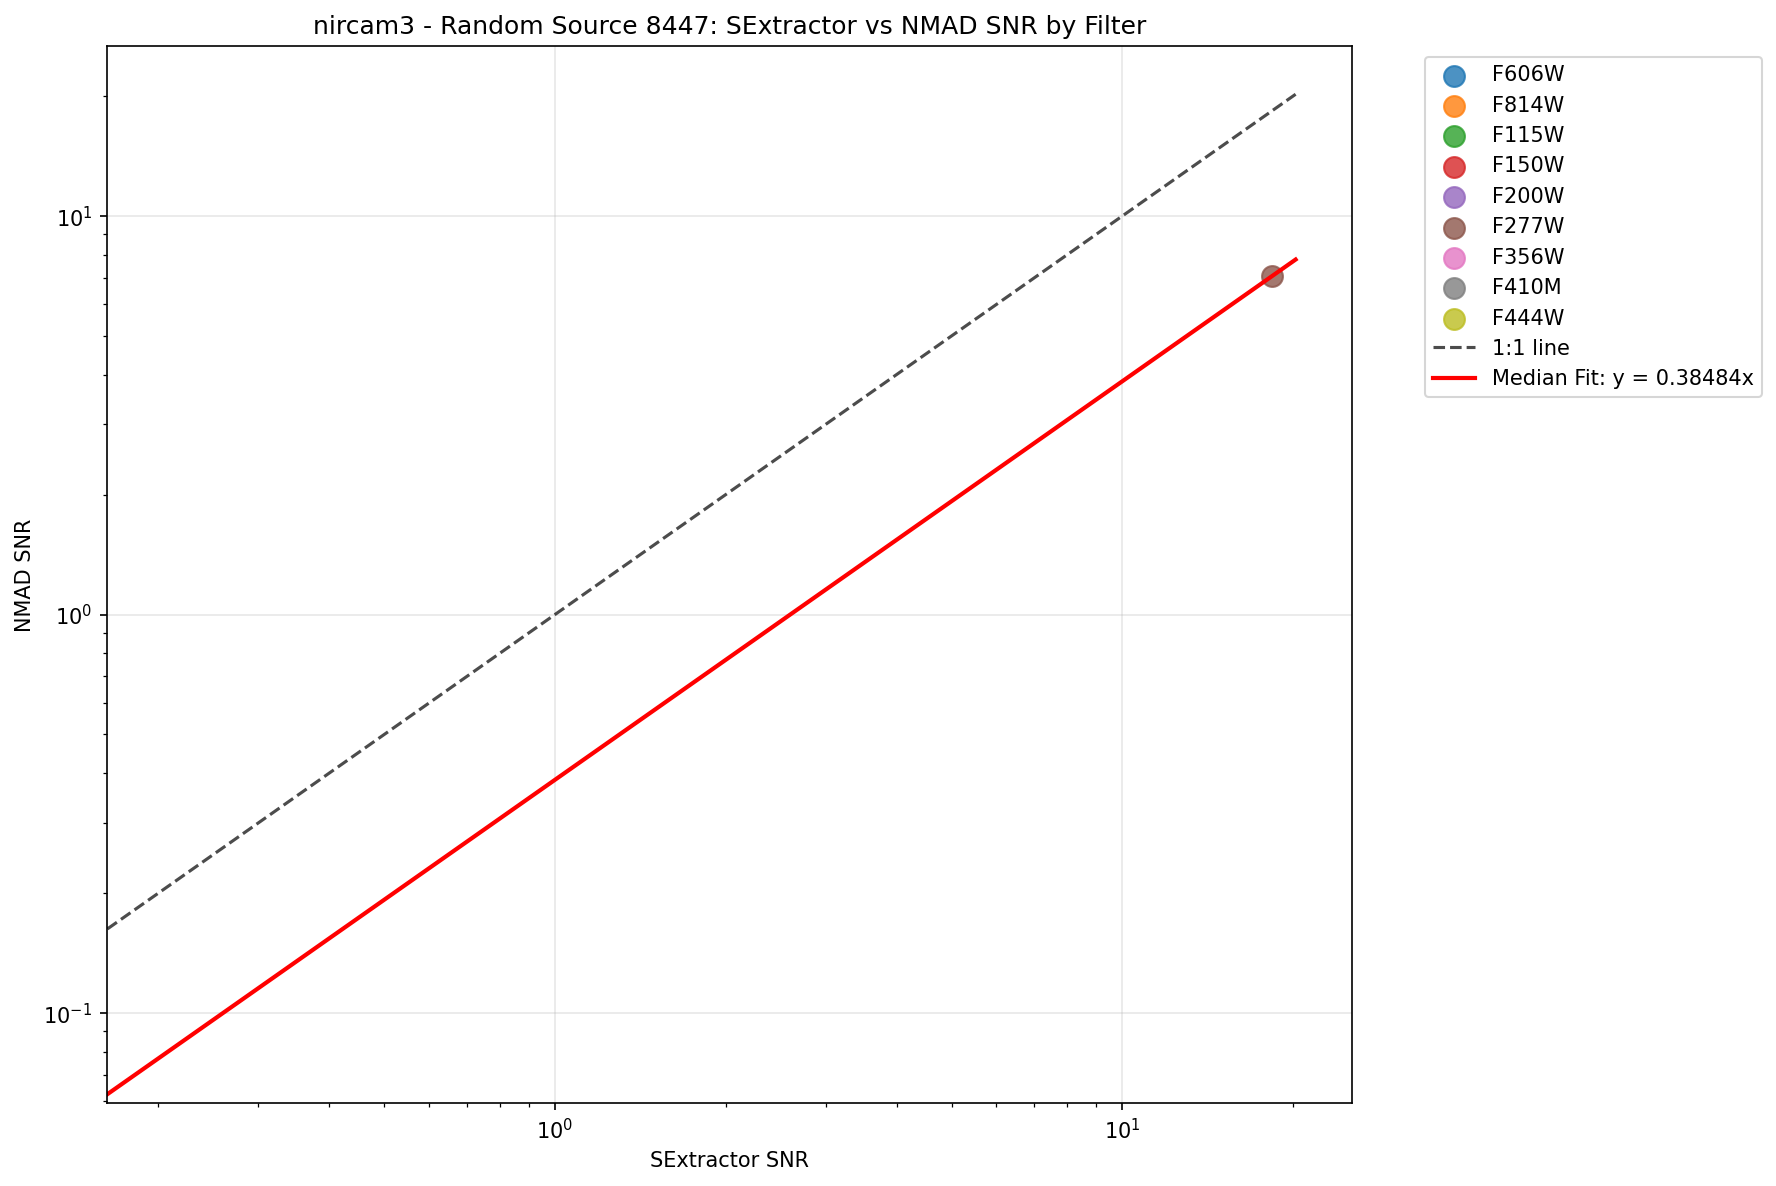 nircam3 - Random Source 8447: SExtractor vs NMAD SNR by Filter
F606W
F814W
F115W
F150W
F200W
F277W
F356W
F410M
F444W
1:1 line
Median Fit: y = 0.38484x
NMAD SNR
10¹
10⁰
10⁻¹
10⁰
10¹
SExtractor SNR